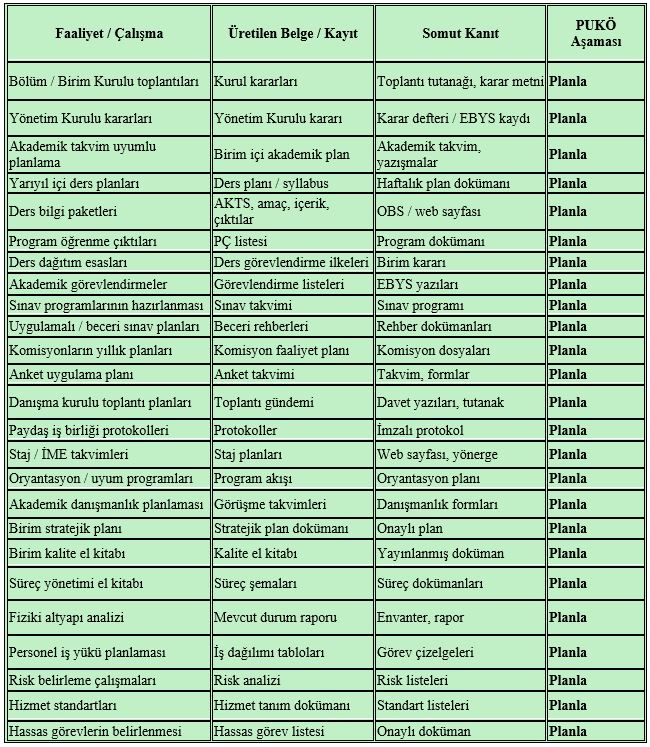 Faaliyet / Çalışma Üretilen Belge / Kayıt Somut Kanıt PUKÖ
Aşaması
Bölüm / Birim Kurulu toplantıları Kurul kararları Toplantı tutanağı, karar metni Planla
Yönetim Kurulu kararları Yönetim Kurulu kararı Karar defteri / EBYS kaydı Planla
Akademik takvim uyumlu
planlama Birim içi akademik plan Akademik takvim,
yazışmalar Planla
Yarıyıl içi ders planları Ders planı / syllabus Haftalık plan dokümanı Planla
Ders bilgi paketleri AKTS, amaç, içerik,
çıktılar OBS / web sayfası Planla
Program öğrenme çıktıları PÇ listesi Program dokümanı Planla
Ders dağıtım esasları Ders görevlendirme ilkeleri Birim kararı Planla
Akademik görevlendirmeler Görevlendirme listeleri EBYS yazıları Planla
Sınav programlarının hazırlanması Sınav takvimi Sınav programı Planla
Uygulamalı / beceri sınav planları Beceri rehberleri Rehber dokümanları Planla
Komisyonların yıllık planları Komisyon faaliyet planı Komisyon dosyaları Planla
Anket uygulama planı Anket takvimi Takvim, formlar Planla
Danışma kurulu toplantı planları Toplantı gündemi Davet yazıları, tutanak Planla
Paydaş iş birliği protokolleri Protokoller İmzalı protokol Planla
Staj / İME takvimleri Staj planları Web sayfası, yönerge Planla
Oryantasyon / uyum programları Program akışı Oryantasyon planı Planla
Akademik danışmanlık planlaması Görüşme takvimleri Danışmanlık formları Planla
Birim stratejik planı Stratejik plan dokümanı Onaylı plan Planla
Birim kalite el kitabı Kalite el kitabı Yayınlanmış doküman Planla
Süreç yönetimi el kitabı Süreç şemaları Süreç dokümanları Planla
Fiziki altyapı analizi Mevcut durum raporu Envanter, rapor Planla
Personel iş yükü planlaması İş dağılımı tabloları Görev çizelgeleri Planla
Risk belirleme çalışmaları Risk analizi Risk listeleri Planla
Hizmet standartları Hizmet tanım dokümanı Standart listeleri Planla
Hassas görevlerin belirlenmesi Hassas görev listesi Onaylı doküman Planla